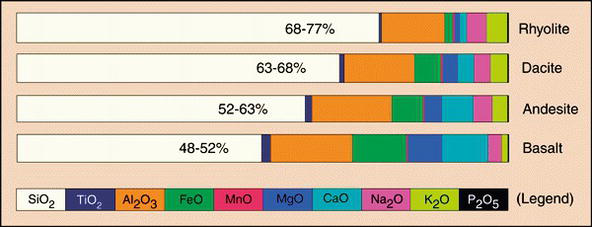 68-77% Rhyolite
63-68% Dacite
52-63% Andesite
48-52% Basalt
SiO₂ TiO₂ Al₂O₃ FeO MnO MgO CaO Na₂O K₂O P₂O₅ (Legend)